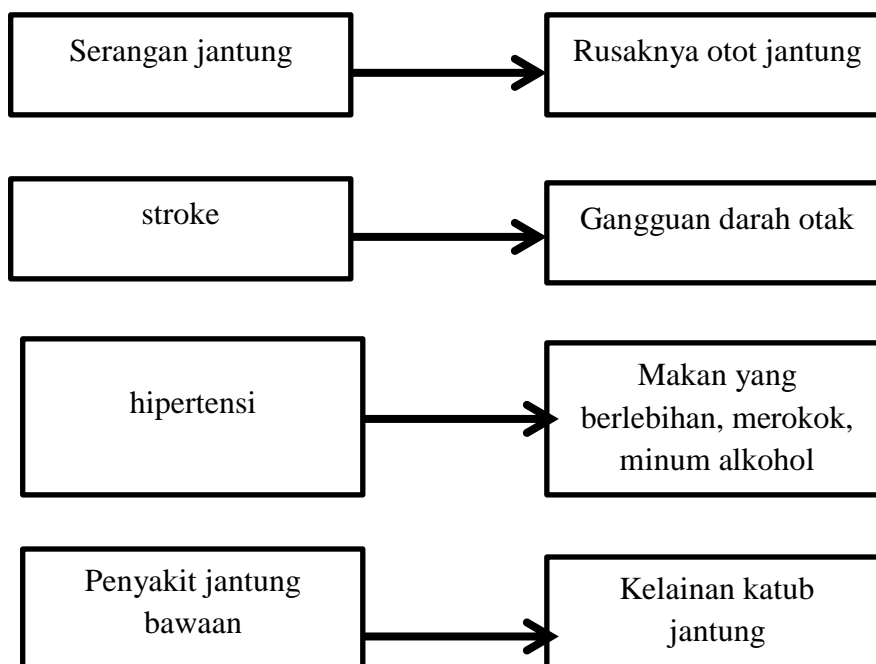 Serangan jantung
Rusaknya otot jantung
stroke
Gangguan darah otak
hipertensi
Makan yang
berlebihan, merokok,
minum alkohol
Penyakit jantung
bawaan
Kelainan katub
jantung